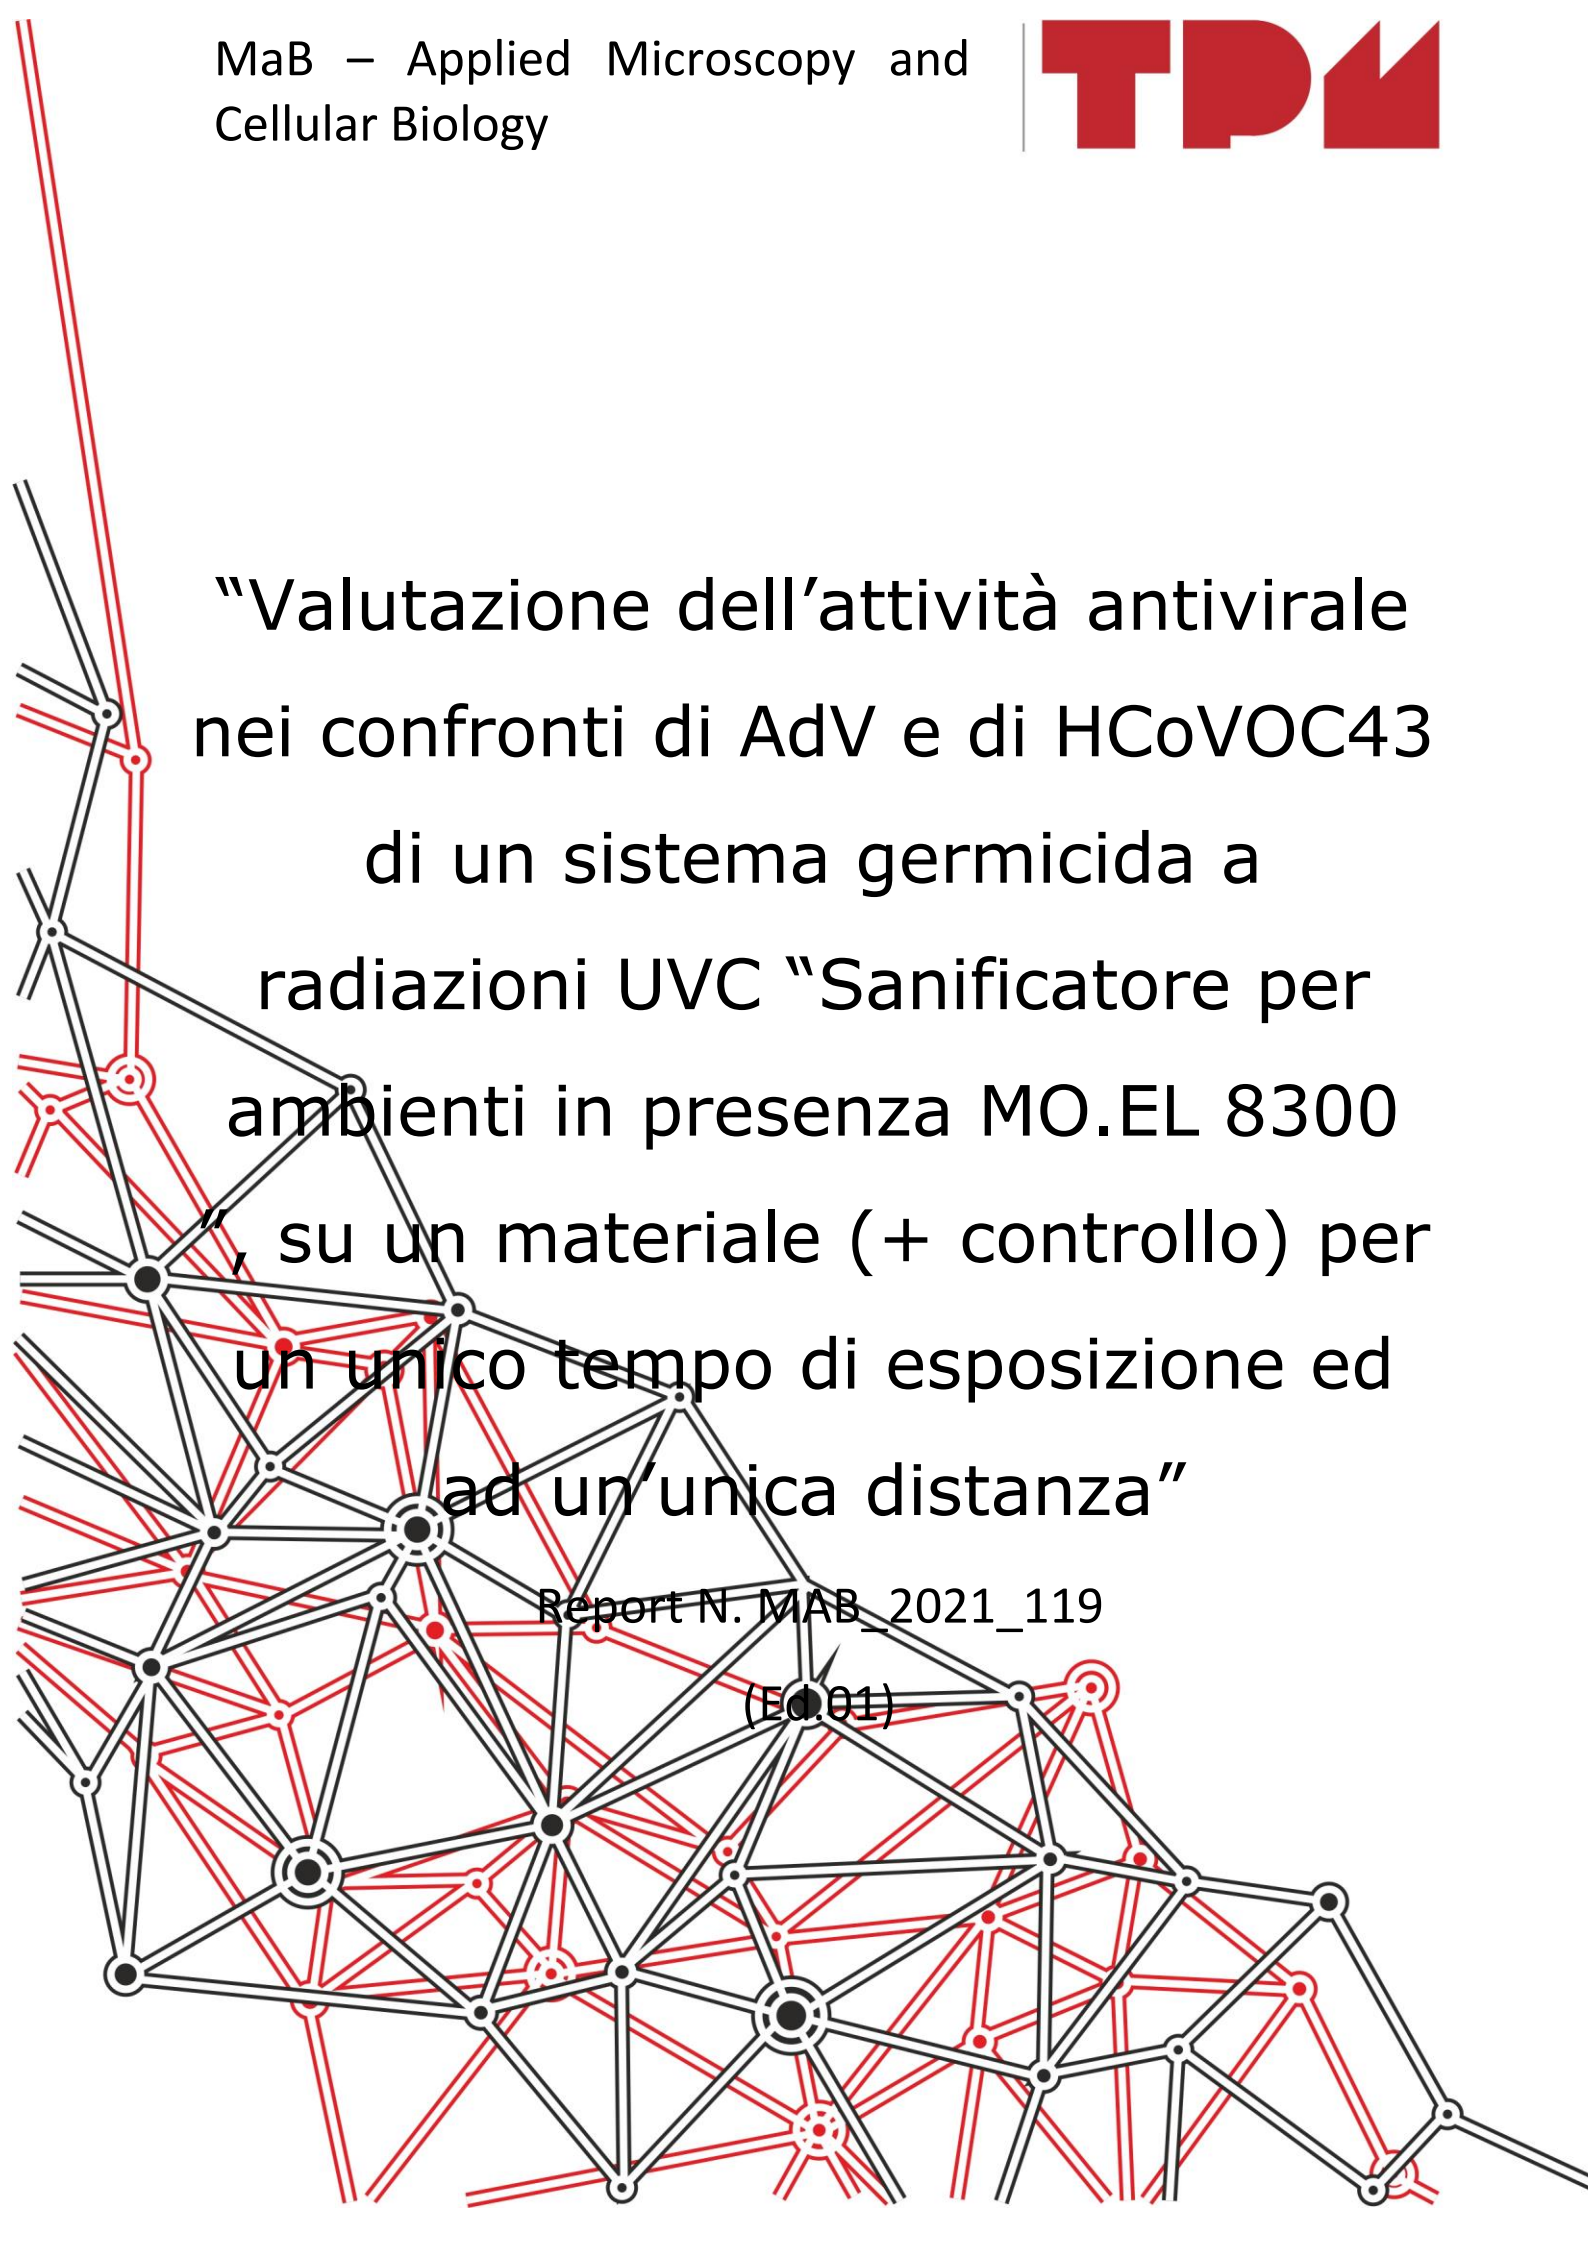 MaB – Applied Microscopy and
Cellular Biology
TPM
“Valutazione dell’attività antivirale
nei confronti di AdV e di HCoVOC43
di un sistema germicida a
radiazioni UVC “Sanificatore per
ambienti in presenza MO.EL 8300
”, su un materiale (+ controllo) per
un unico tempo di esposizione ed
ad un’unica distanza”
Report N. MAB_2021_119
(Ed.01)